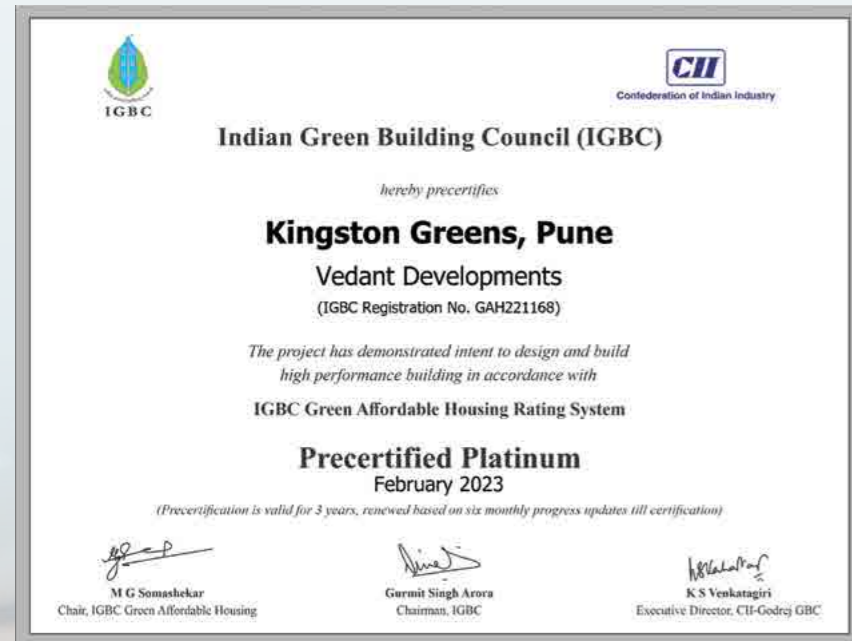 IGBC
CII
Confederation of Indian Industry
Indian Green Building Council (IGBC)
hereby precertifies
Kingston Greens, Pune
Vedant Developments
(IGBC Registration No. GAH221168)
The project has demonstrated intent to design and build
high performance building in accordance with
IGBC Green Affordable Housing Rating System
Precertified Platinum
February 2023
(Precertification is valid for 3 years, renewed based on six monthly progress updates till certification)
M G Somashekar
Chair, IGBC Green Affordable Housing
Gurmit Singh Arora
Chairman, IGBC
K S Venkatagiri
Executive Director, CII-Godrej GBC